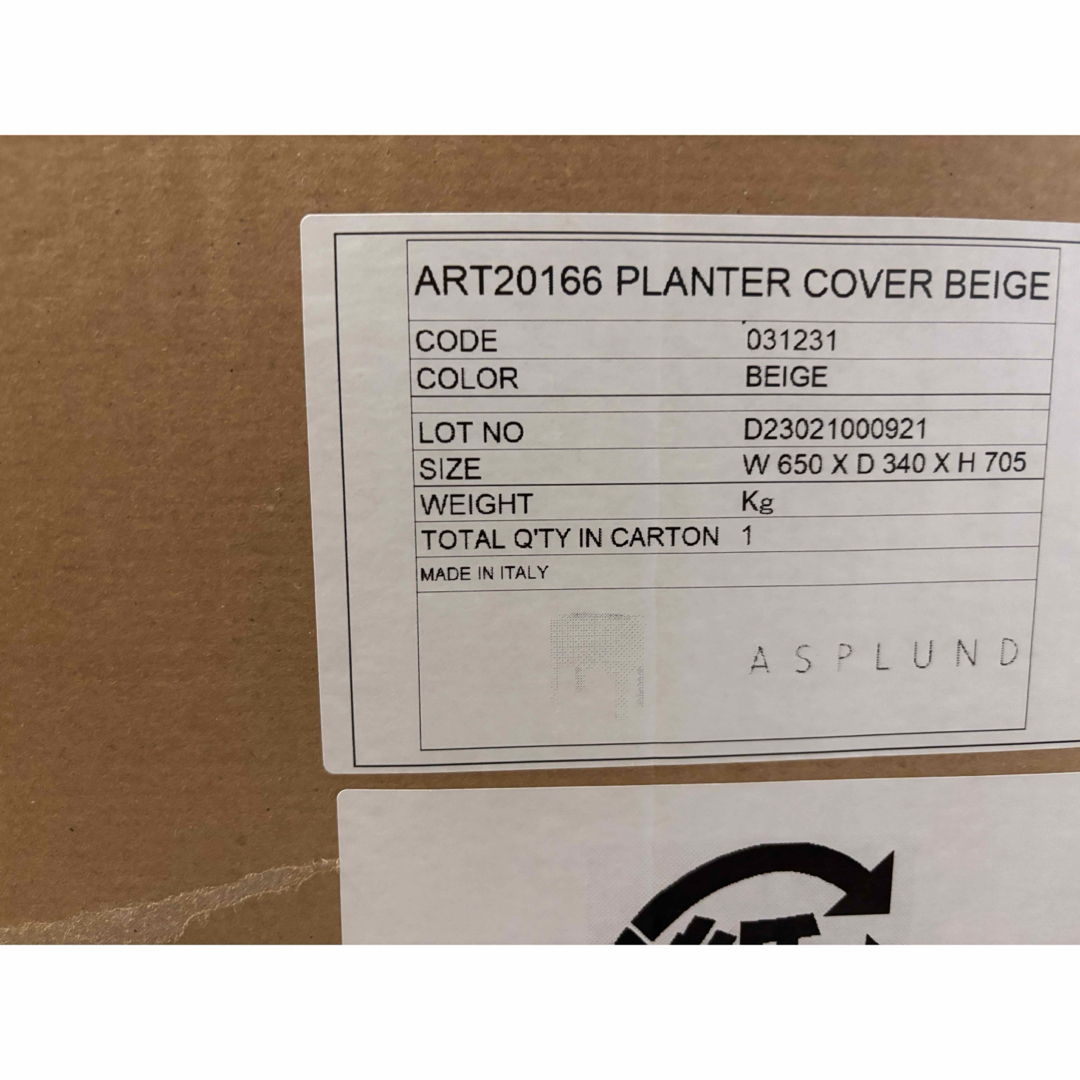 ART20166 PLANTER COVER BEIGE
CODE 031231
COLOR BEIGE
LOT NO D23021000921
SIZE W 650 X D 340 X H 705
WEIGHT Kg
TOTAL Q'TY IN CARTON 1
MADE IN ITALY
ASPLUND